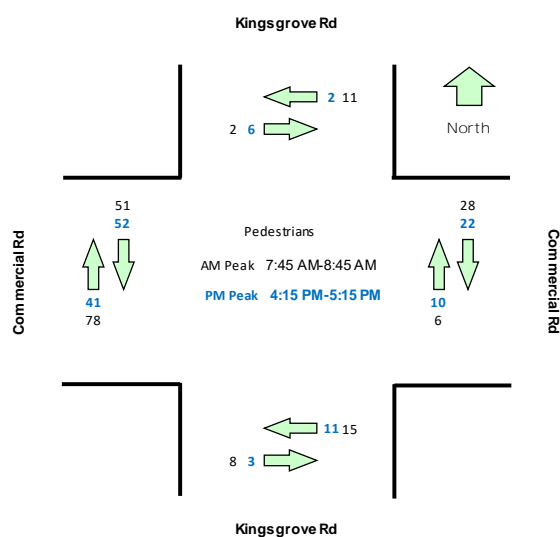 Kingsgrove Rd
2 11
2 6
North
51
52
28
22
Pedestrians
AM Peak 7:45 AM-8:45 AM
PM Peak 4:15 PM-5:15 PM
Commercial Rd
Commercial Rd
41
78
10
6
11 15
8 3
Kingsgrove Rd